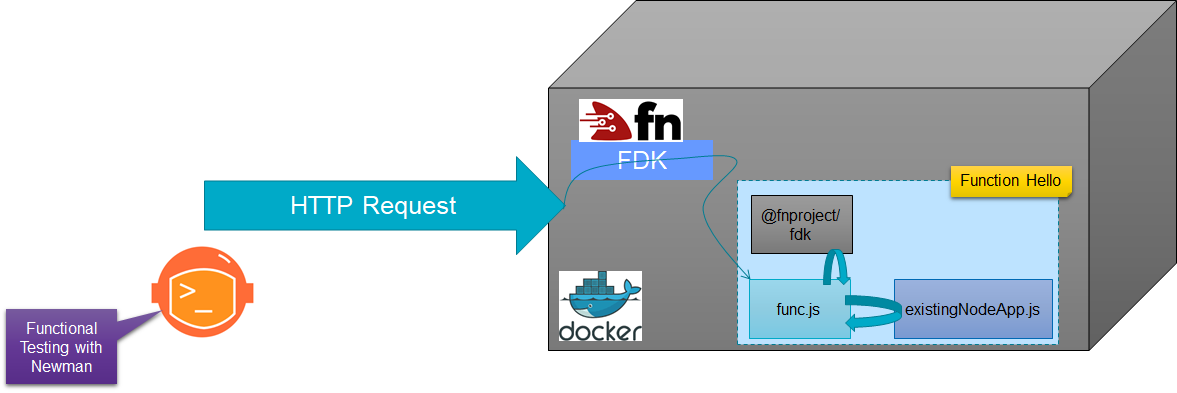 fn
FDK
Function Hello
HTTP Request
@fnproject/
fdk
>_
func.js
existingNodeApp.js
docker
Functional
Testing with
Newman